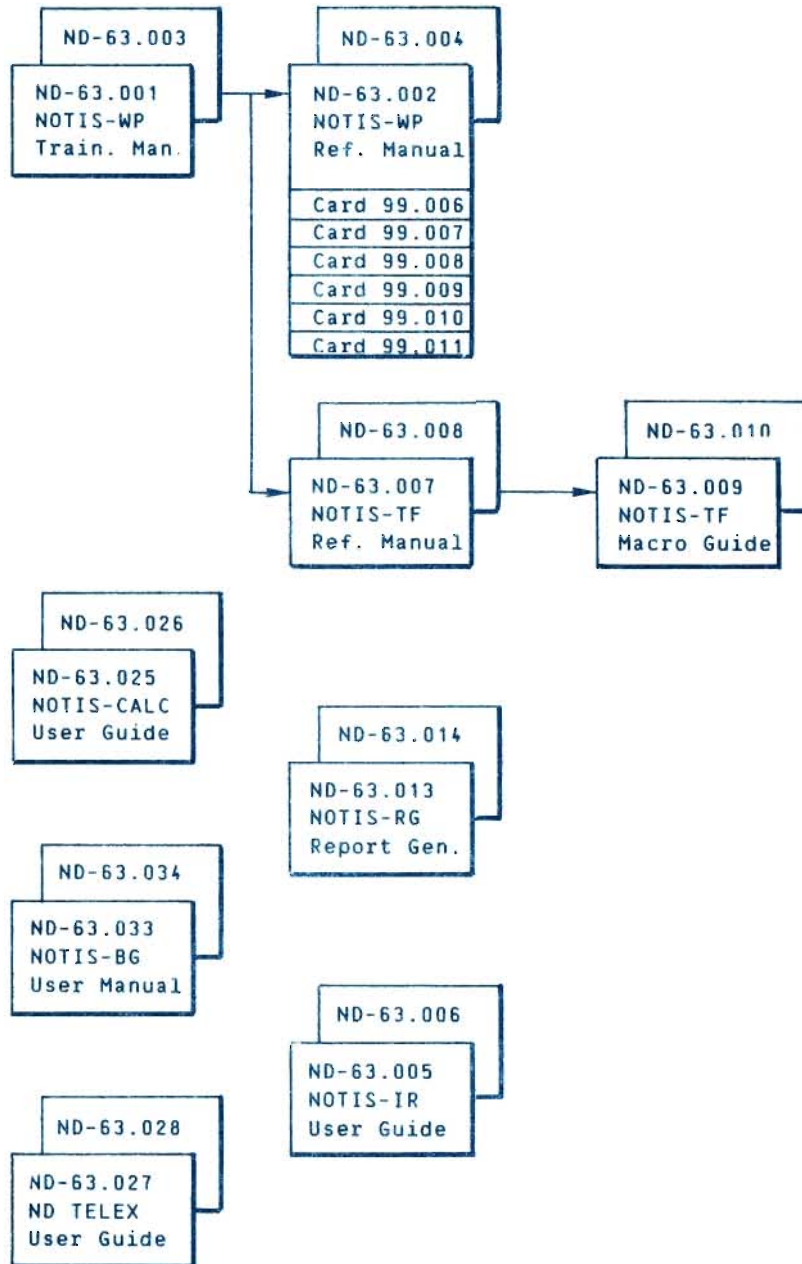 ND-63.003
ND-63.001
NOTIS-WP
Train. Man.
ND-63.004
ND-63.002
NOTIS-WP
Ref. Manual
Card 99.006
Card 99.007
Card 99.008
Card 99.009
Card 99.010
Card 99.011
ND-63.008
ND-63.007
NOTIS-TF
Ref. Manual
ND-63.010
ND-63.009
NOTIS-TF
Macro Guide
ND-63.026
ND-63.025
NOTIS-CALC
User Guide
ND-63.014
ND-63.013
NOTIS-RG
Report Gen.
ND-63.034
ND-63.033
NOTIS-BG
User Manual
ND-63.006
ND-63.005
NOTIS-IR
User Guide
ND-63.028
ND-63.027
ND TELEX
User Guide